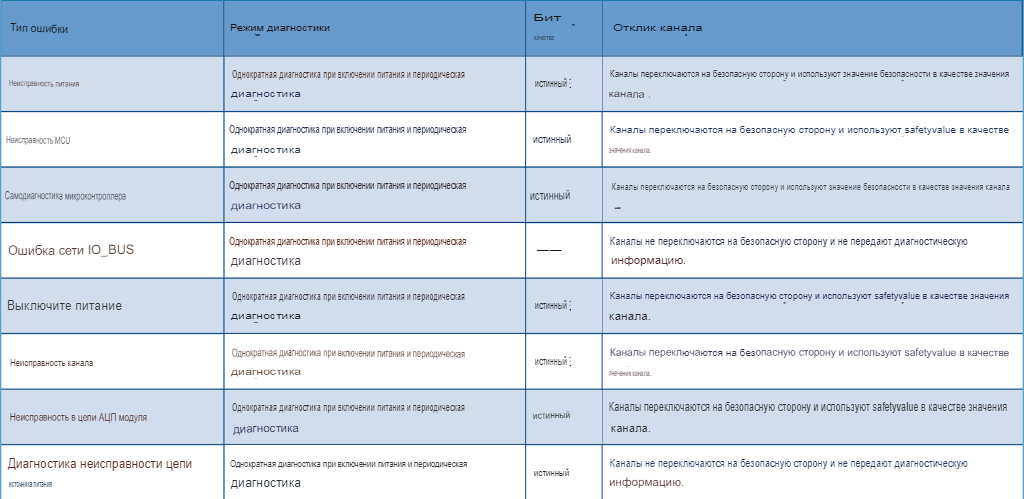 Тип ошибки
Режим диагностики
Бит
качества
Отклик канала
Неисправность питания
Однократная диагностика при включении питания и периодическая
диагностика
истинный :
Каналы переключаются на безопасную сторону и используют значение безопасности в качестве значения
канала .
Неисправность MCU
Однократная диагностика при включении питания и периодическая
диагностика
истинный
Каналы переключаются на безопасную сторону и используют safetyvalue в качестве
значения канала.
Самодиагностика микроконтроллера
Однократная диагностика при включении питания и периодическая
диагностика
истинный
Каналы переключаются на безопасную сторону и используют значение безопасности в качестве значения канала
Ошибка сети IO_BUS
Однократная диагностика при включении питания и периодическая
диагностика
——
Каналы не переключаются на безопасную сторону и не передают диагностическую
информацию.
Выключите питание
Однократная диагностика при включении питания и периодическая
диагностика
истинный :
Каналы переключаются на безопасную сторону и используют safetyvalue в качестве значения
канала.
Неисправность канала
Однократная диагностика при включении питания и периодическая
диагностика
истинный :
Каналы переключаются на безопасную сторону и используют safetyvalue в качестве
значения канала.
Неисправность в цепи АЦП модуля
Однократная диагностика при включении питания и периодическая
диагностика
истинный
Каналы переключаются на безопасную сторону и используют safetyvalue в качестве значения
канала.
Диагностика неисправности цепи
источника питания
Однократная диагностика при включении питания и периодическая
диагностика
истинный
Каналы не переключаются на безопасную сторону и не передают диагностическую
информацию.